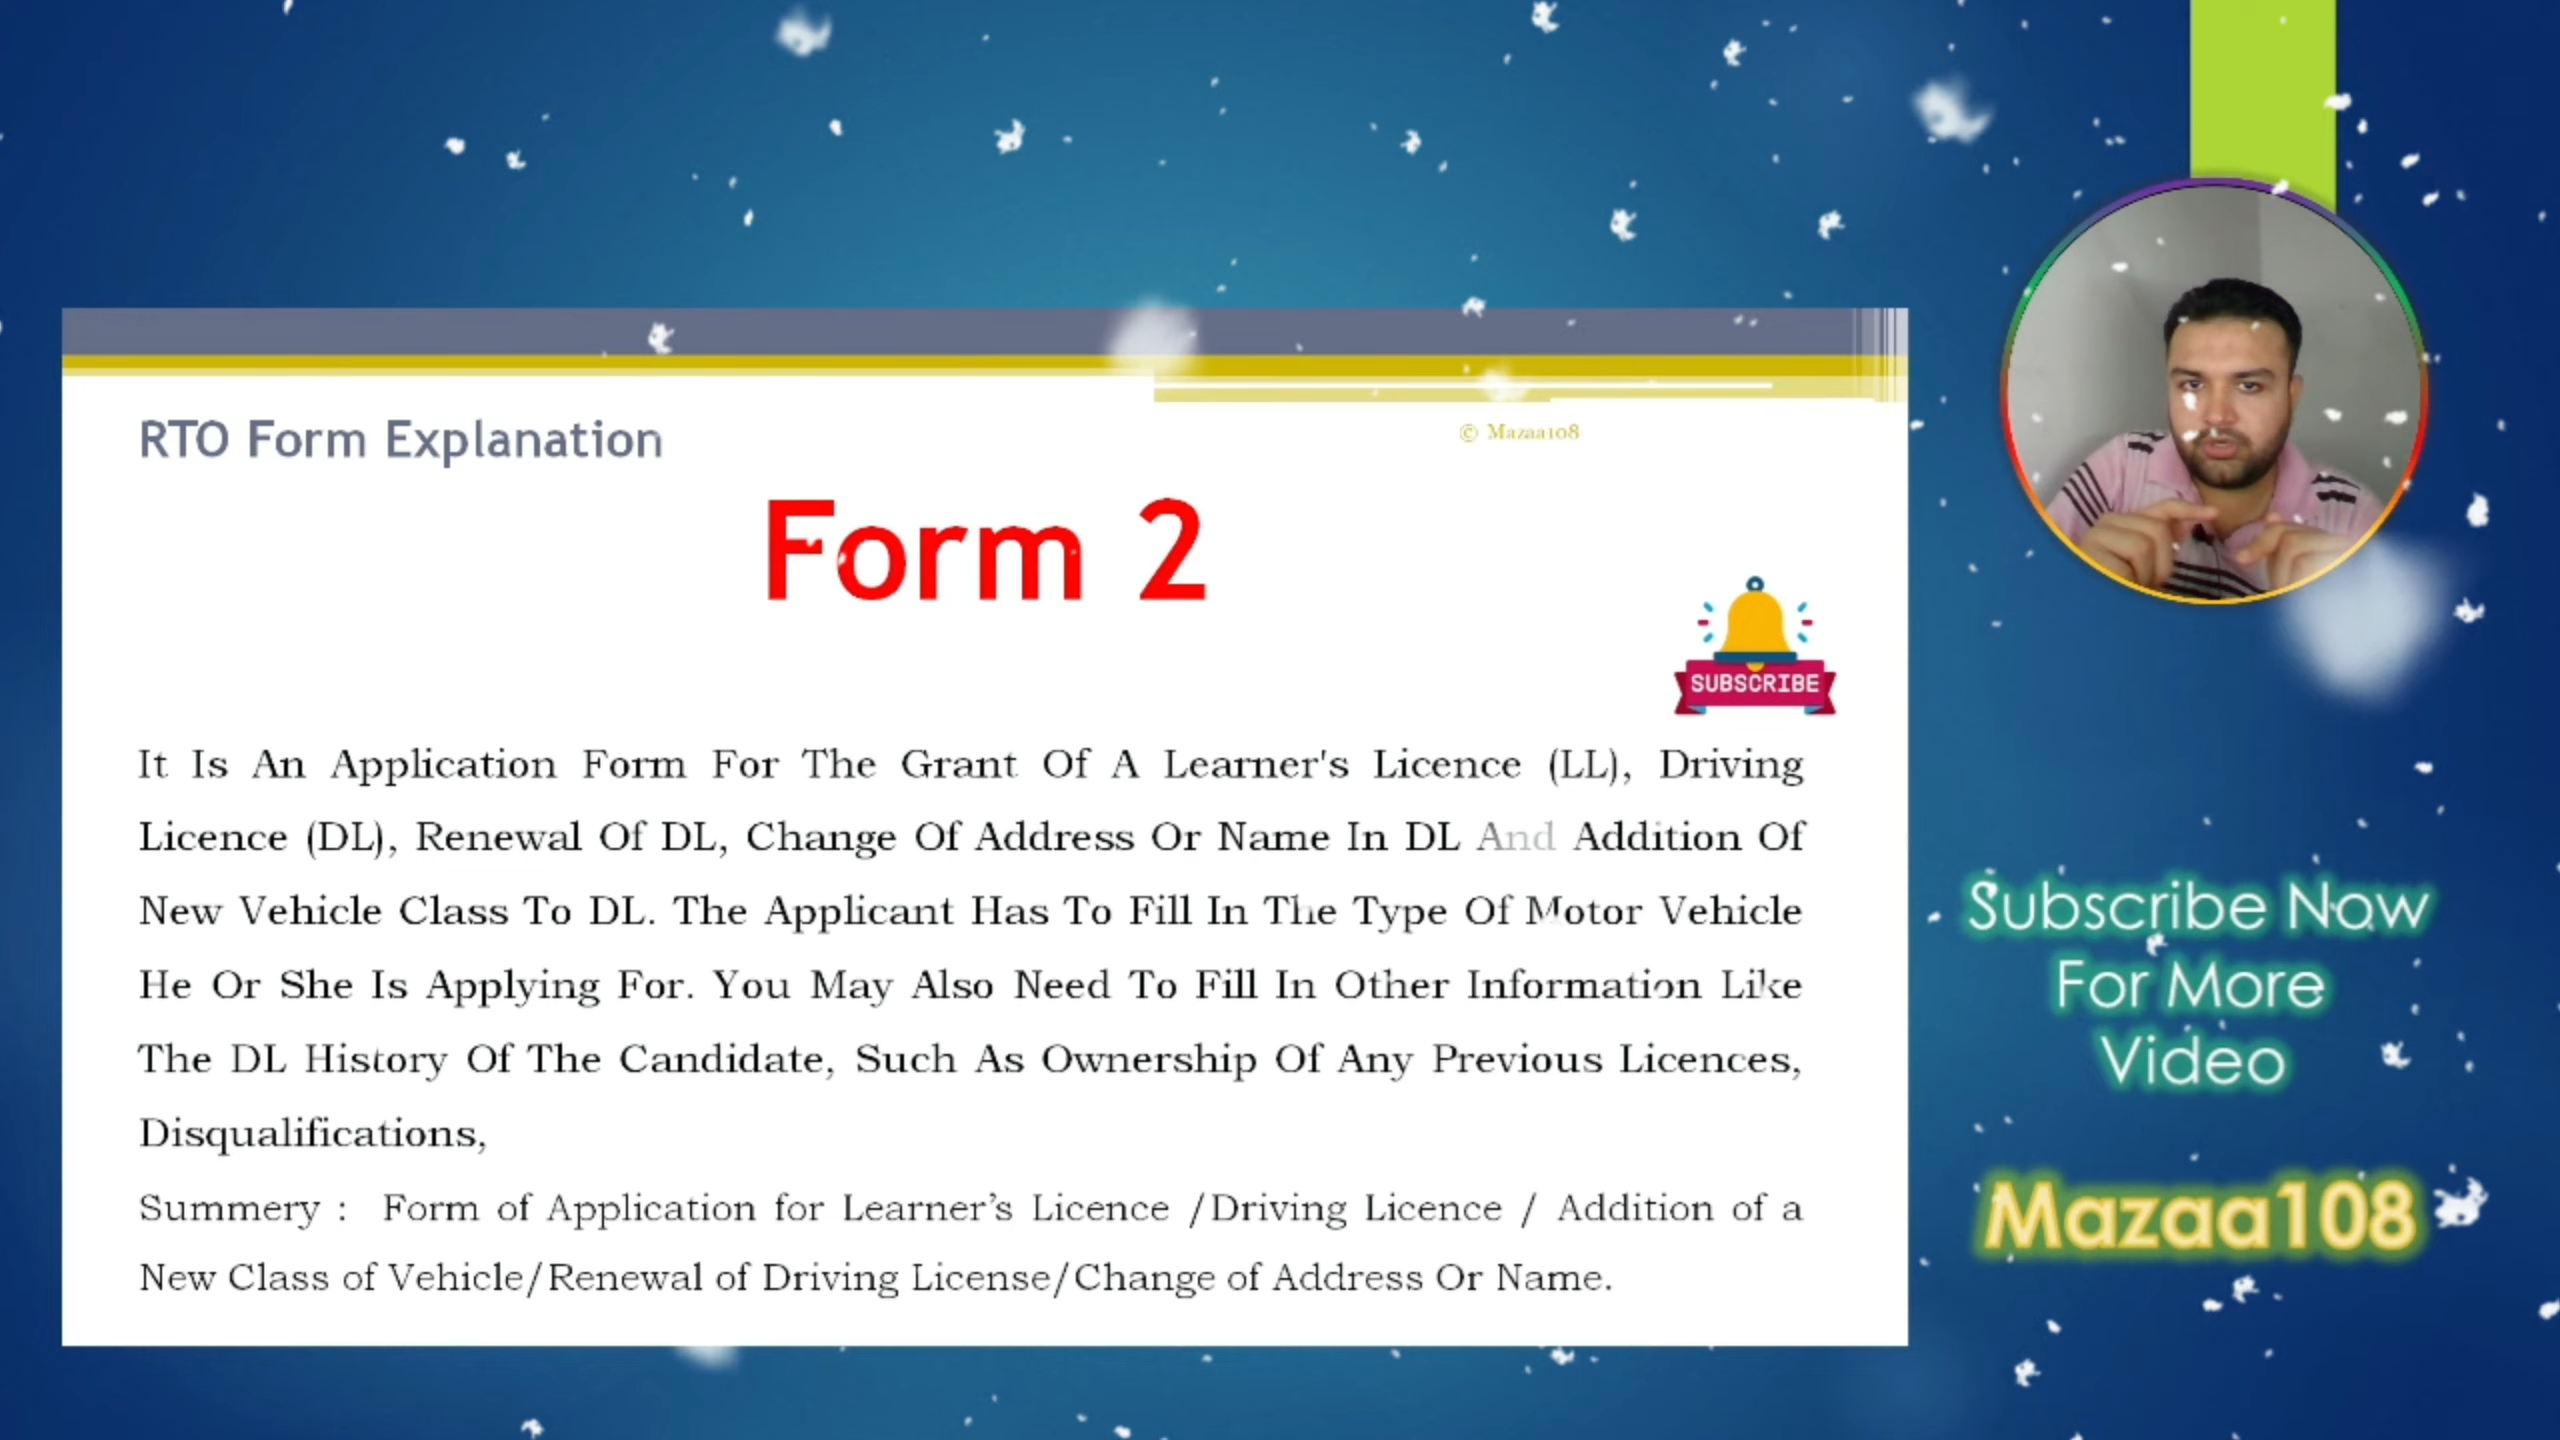 RTO Form Explanation
© Mazaa108
Form 2
SUBSCRIBE
It Is An Application Form For The Grant Of A Learner's Licence (LL), Driving
Licence (DL), Renewal Of DL, Change Of Address Or Name In DL And Addition Of
New Vehicle Class To DL. The Applicant Has To Fill In The Type Of Motor Vehicle
He Or She Is Applying For. You May Also Need To Fill In Other Information Like
The DL History Of The Candidate, Such As Ownership Of Any Previous Licences,
Disqualifications,
Summery : Form of Application for Learner’s Licence /Driving Licence / Addition of a
New Class of Vehicle/Renewal of Driving License/Change of Address Or Name.
Subscribe Now
For More
Video
Mazaa108